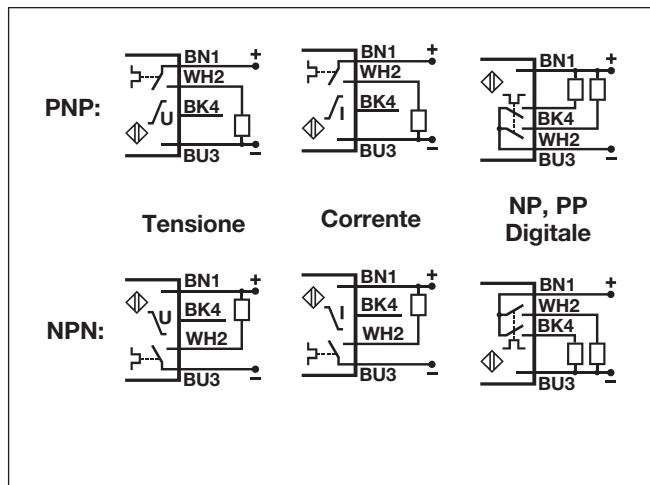 PNP:
BN1 +
WH2
U BK4
BU3 −
BN1 +
WH2
I BK4
BU3 −
BN1 +
BK4
WH2
BU3 −
Tensione
Corrente
NP, PP
Digitale
NPN:
BN1 +
U BK4
WH2
BU3 −
BN1 +
I BK4
WH2
BU3 −
BN1 +
WH2
BK4
BU3 −